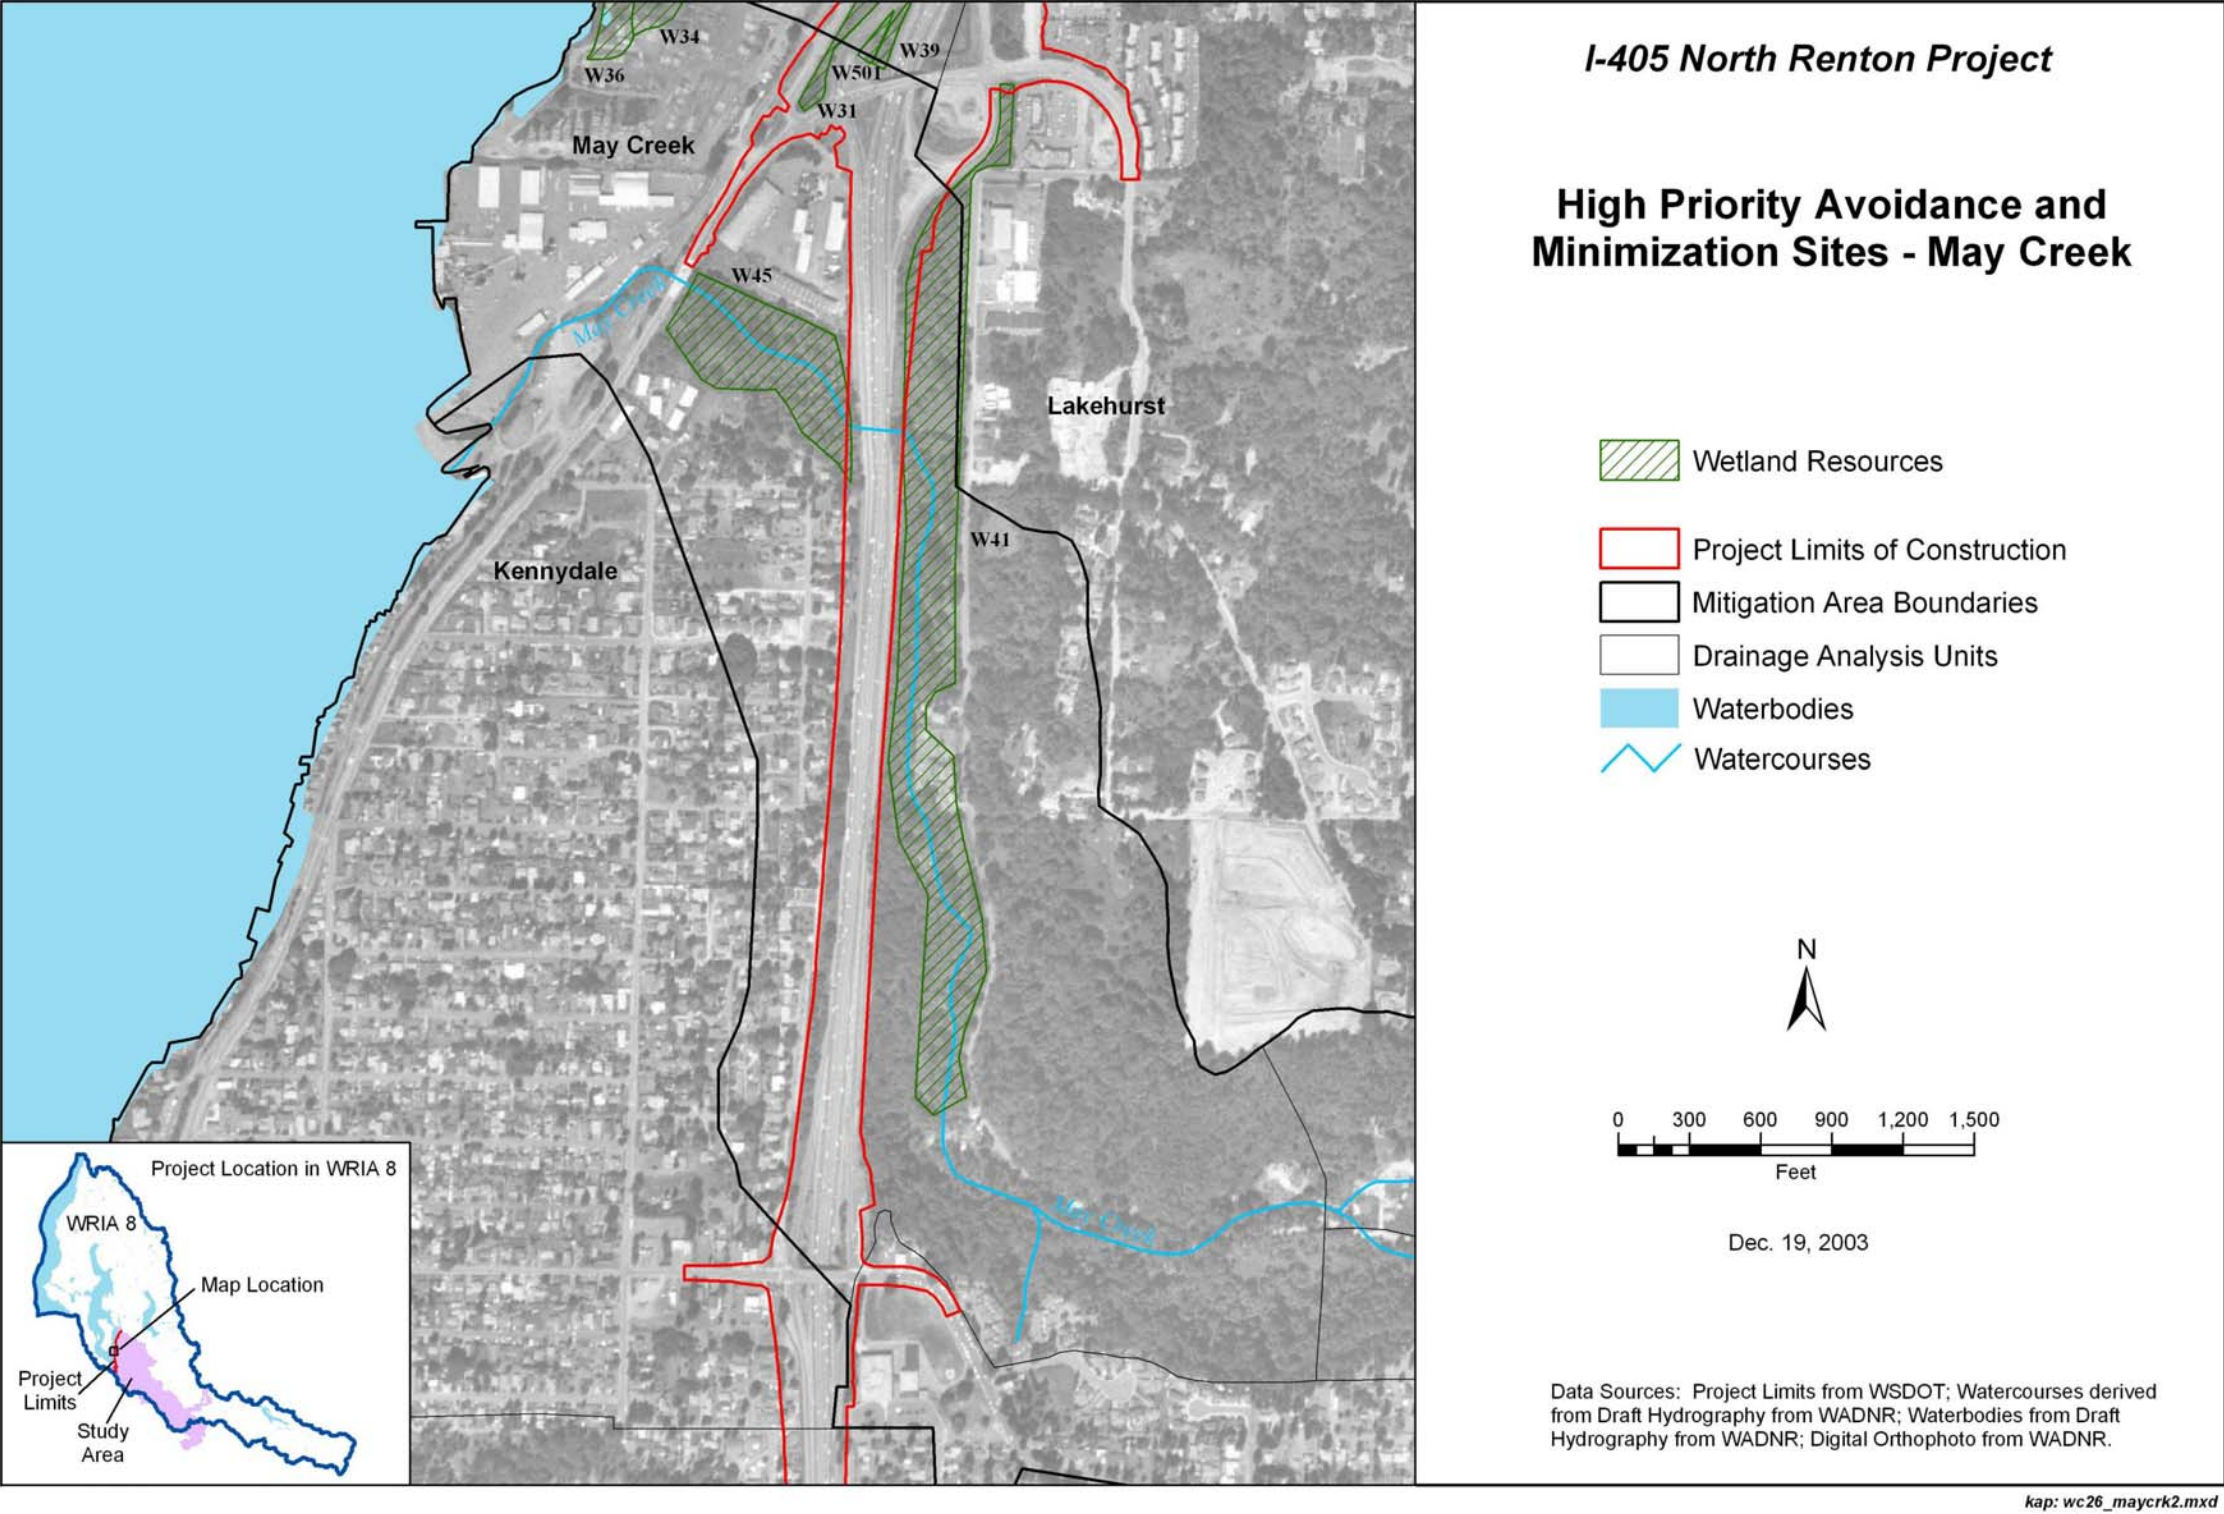 I-405 North Renton Project
High Priority Avoidance and
Minimization Sites - May Creek
W34
W36
W39
W501
W31
May Creek
W45
May Creek
Lakehurst
W41
Kennydale
May Creek
Wetland Resources
Project Limits of Construction
Mitigation Area Boundaries
Drainage Analysis Units
Waterbodies
Watercourses
N
0 300 600 900 1,200 1,500
Feet
Dec. 19, 2003
Project Location in WRIA 8
WRIA 8
Map Location
Project
Limits
Study
Area
Data Sources: Project Limits from WSDOT; Watercourses derived
from Draft Hydrography from WADNR; Waterbodies from Draft
Hydrography from WADNR; Digital Orthophoto from WADNR.
kap: wc26_maycrk2.mxd